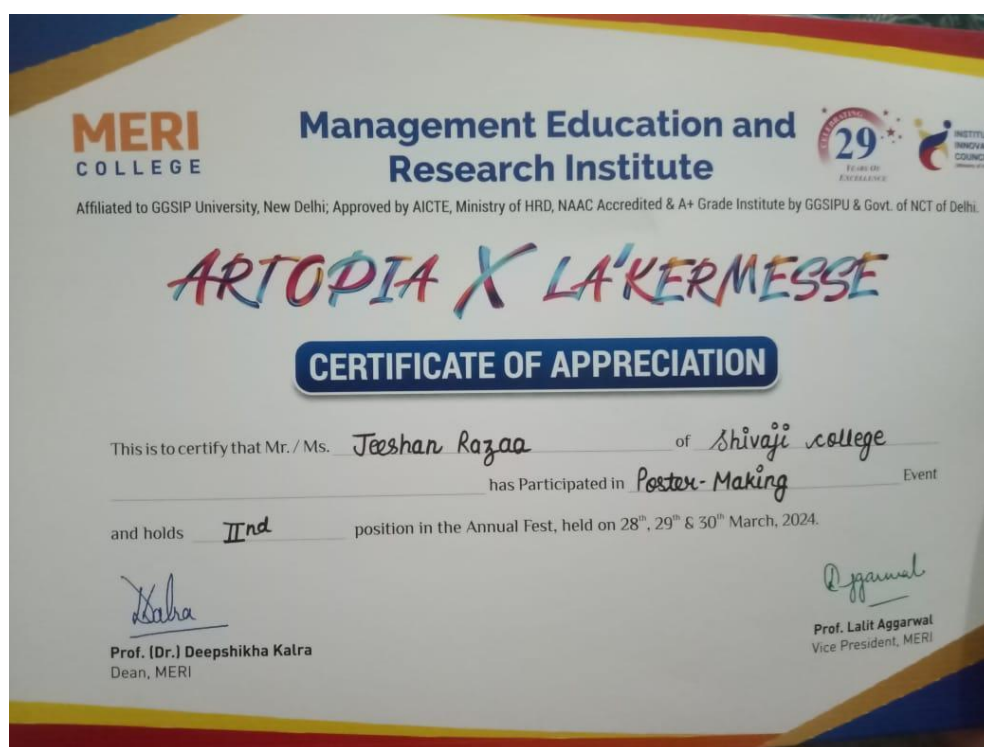 MERI
COLLEGE
Management Education and
Research Institute
CELEBRATING
29
YEARS OF
EXCELLENCE
Affiliated to GGSIP University, New Delhi; Approved by AICTE, Ministry of HRD, NAAC Accredited & A+ Grade Institute by GGSIPU & Govt. of NCT of Delhi.
ARTOPIA X LA'KERMESSE
CERTIFICATE OF APPRECIATION
This is to certify that Mr. / Ms. Jeeshan Razaa of Shivaji college
has Participated in Poster-Making Event
and holds IInd position in the Annual Fest, held on 28th, 29th & 30th March, 2024.
Prof. (Dr.) Deepshikha Kalra
Dean, MERI
Prof. Lalit Aggarwal
Vice President, MERI